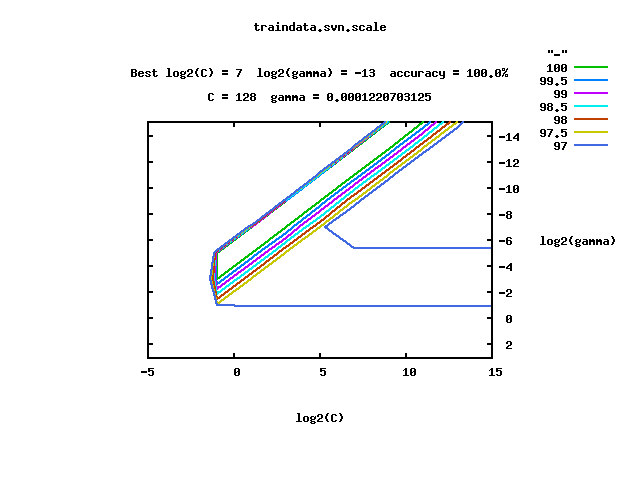 traindata.svn.scale
"-"
Best log2(C) = 7 log2(gamma) = -13 accuracy = 100.0%
C = 128 gamma = 0.0001220703125
100
99.5
99
98.5
98
97.5
97
-14
-12
-10
-8
-6
-4
-2
0
2
log2(gamma)
-5 0 5 10 15
log2(C)